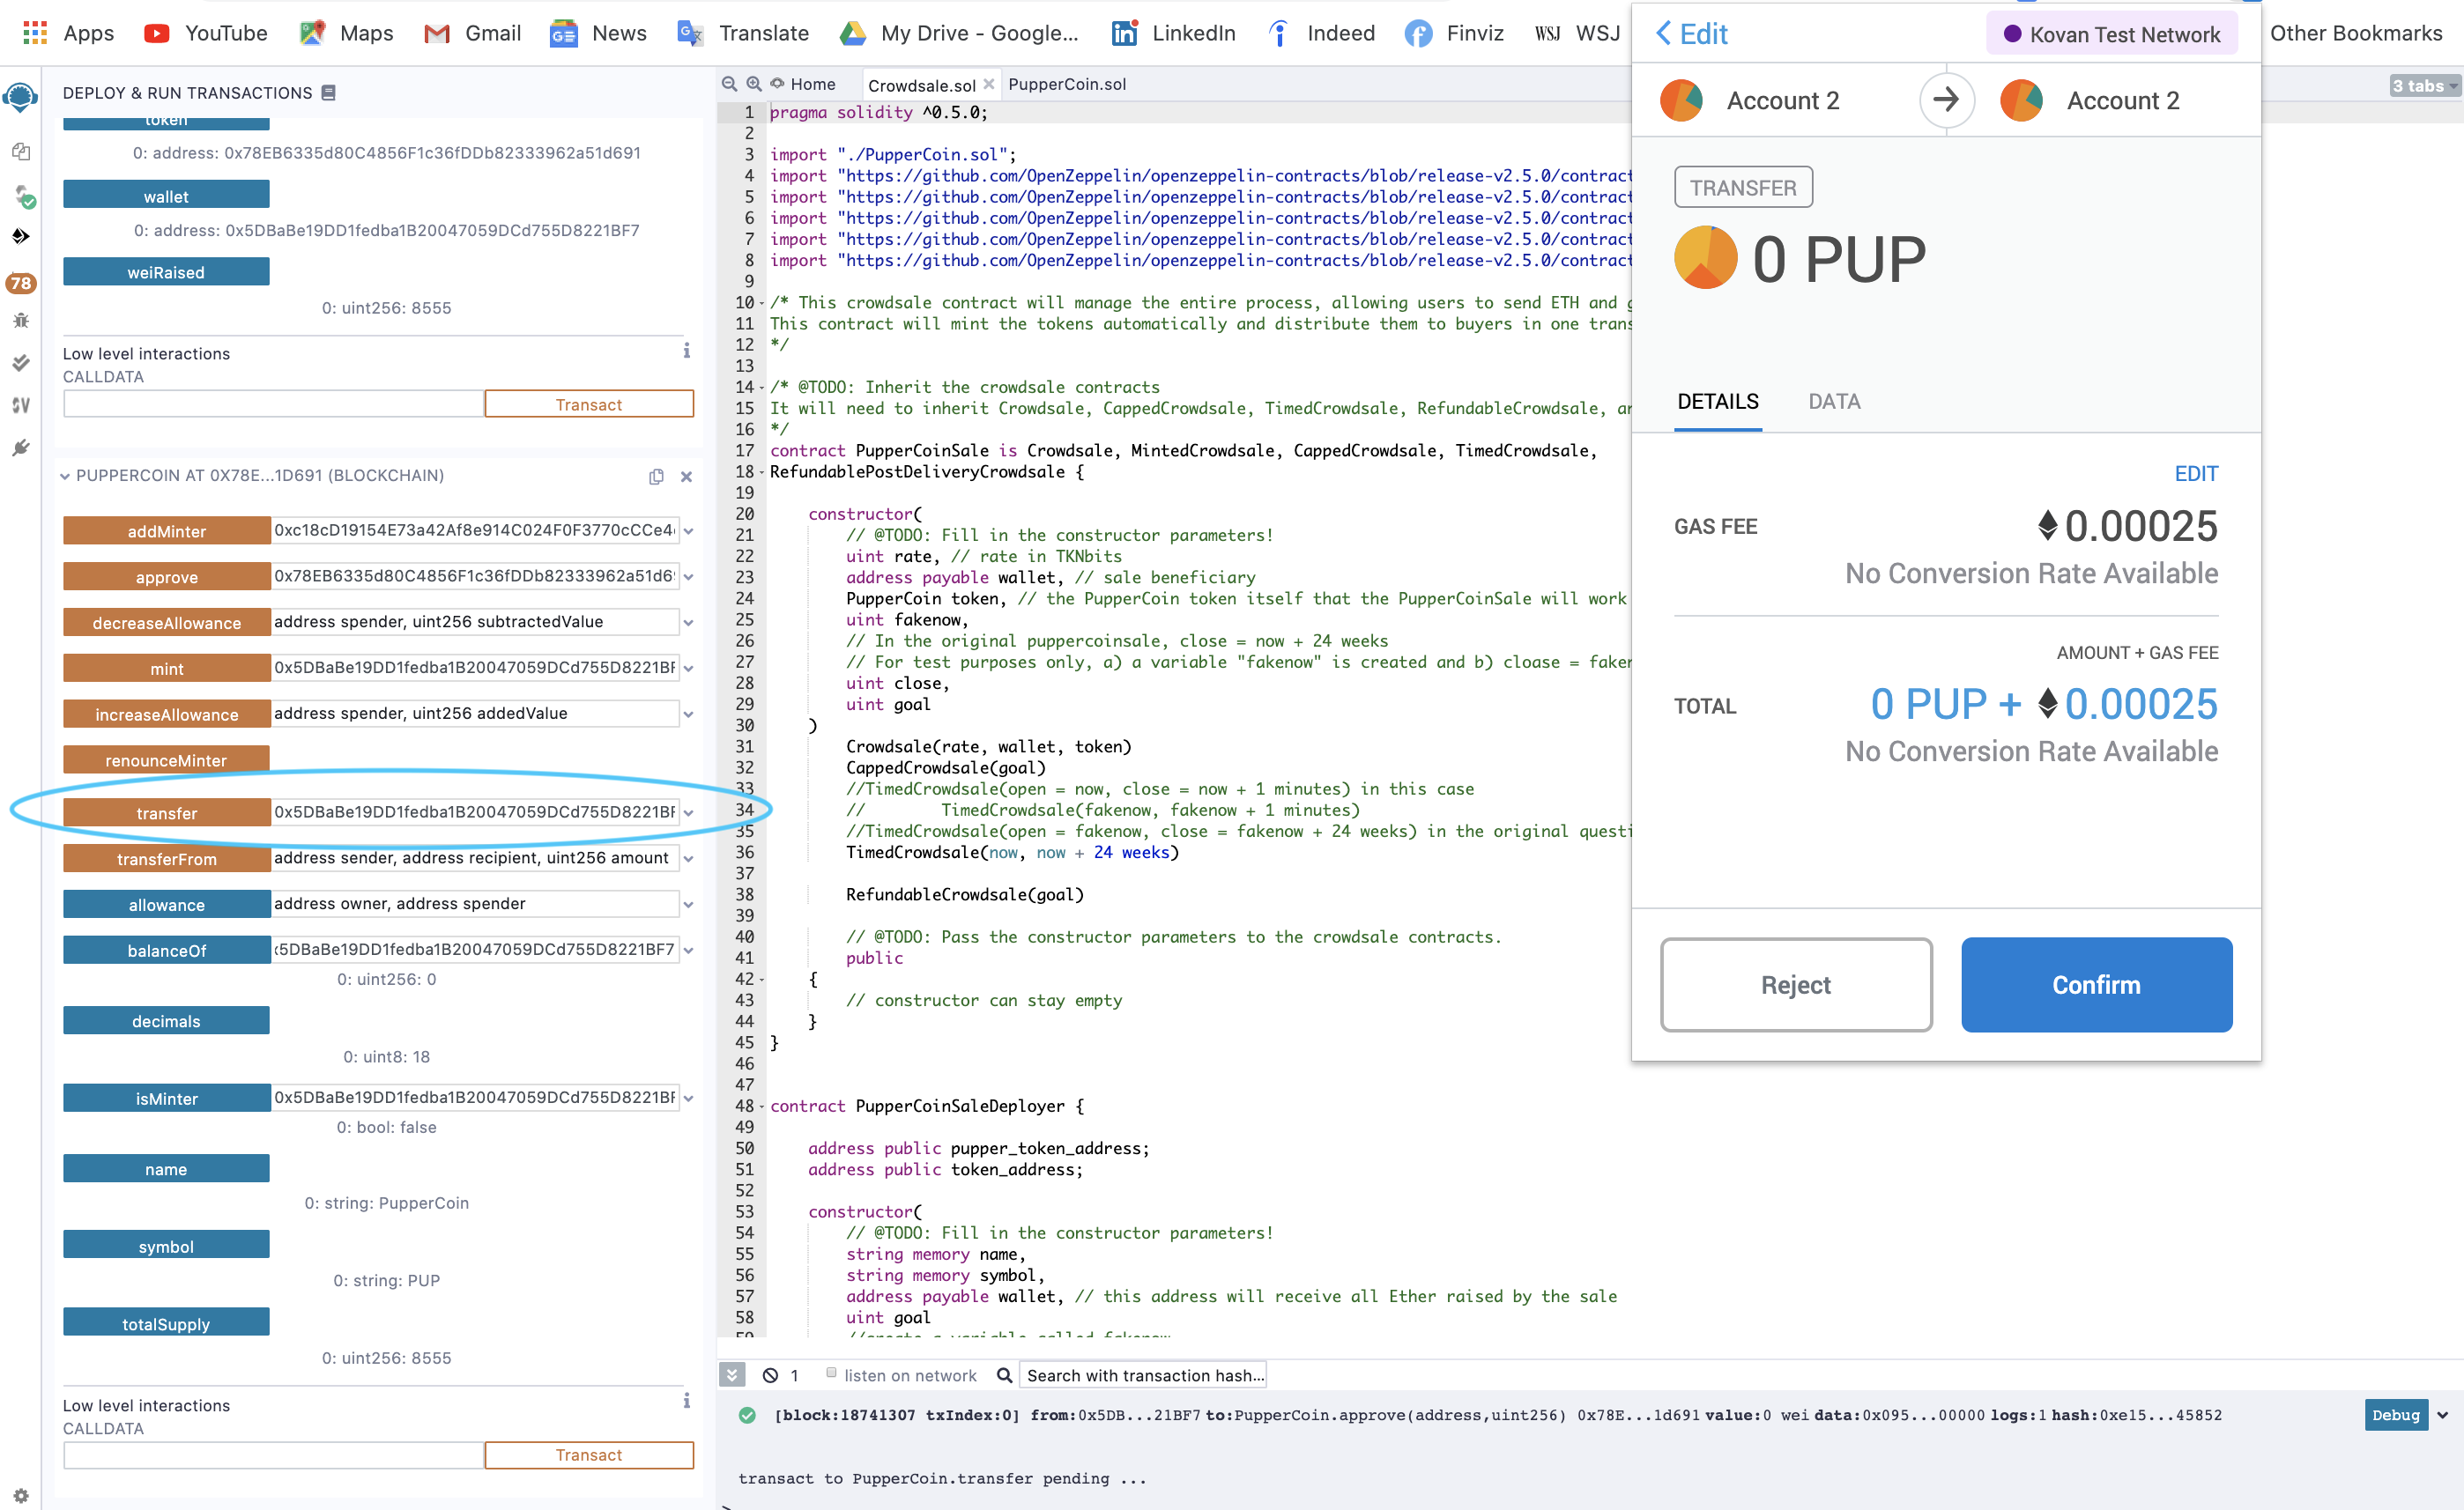 Apps YouTube Maps Gmail News Translate My Drive - Google... LinkedIn Indeed Finviz WSJ WSJ Other Bookmarks
DEPLOY & RUN TRANSACTIONS
token
0: address: 0x78EB6335d80C4856F1c36fDDb82333962a51d691
wallet
0: address: 0x5DBaBe19DD1fedba1B20047059DCd755D8221BF7
weiRaised
0: uint256: 8555
Low level interactions
CALLDATA
Transact
78
PUPPERCOIN AT 0X78E...1D691 (BLOCKCHAIN)
addMinter 0xc18cD19154E73a42Af8e914C024F0F3770cCCe4
approve 0x78EB6335d80C4856F1c36fDDb82333962a51d6
decreaseAllowance address spender, uint256 subtractedValue
mint 0x5DBaBe19DD1fedba1B20047059DCd755D8221BF
increaseAllowance address spender, uint256 addedValue
renounceMinter
transfer 0x5DBaBe19DD1fedba1B20047059DCd755D8221BF
transferFrom address sender, address recipient, uint256 amount
allowance address owner, address spender
balanceOf x5DBaBe19DD1fedba1B20047059DCd755D8221BF7
0: uint256: 0
decimals
0: uint8: 18
isMinter 0x5DBaBe19DD1fedba1B20047059DCd755D8221BF
0: bool: false
name
0: string: PupperCoin
symbol
0: string: PUP
totalSupply
0: uint256: 8555
Low level interactions
CALLDATA
Transact
Home Crowdsale.sol PupperCoin.sol
3 tabs
1 pragma solidity ^0.5.0;
2
3 import "./PupperCoin.sol";
4 import "https://github.com/OpenZeppelin/openzeppelin-contracts/blob/release-v2.5.0/contract
5 import "https://github.com/OpenZeppelin/openzeppelin-contracts/blob/release-v2.5.0/contract
6 import "https://github.com/OpenZeppelin/openzeppelin-contracts/blob/release-v2.5.0/contract
7 import "https://github.com/OpenZeppelin/openzeppelin-contracts/blob/release-v2.5.0/contract
8 import "https://github.com/OpenZeppelin/openzeppelin-contracts/blob/release-v2.5.0/contract
9
10 /* This crowdsale contract will manage the entire process, allowing users to send ETH and g
11 This contract will mint the tokens automatically and distribute them to buyers in one trans
12 */
13
14 /* @TODO: Inherit the crowdsale contracts
15 It will need to inherit Crowdsale, CappedCrowdsale, TimedCrowdsale, RefundableCrowdsale, an
16 */
17 contract PupperCoinSale is Crowdsale, MintedCrowdsale, CappedCrowdsale, TimedCrowdsale,
18 RefundablePostDeliveryCrowdsale {
19
20 constructor(
21 // @TODO: Fill in the constructor parameters!
22 uint rate, // rate in TKNbits
23 address payable wallet, // sale beneficiary
24 PupperCoin token, // the PupperCoin token itself that the PupperCoinSale will work
25 uint fakenow,
26 // In the original puppercoinsale, close = now + 24 weeks
27 // For test purposes only, a) a variable "fakenow" is created and b) cloase = faken
28 uint close,
29 uint goal
30 )
31 Crowdsale(rate, wallet, token)
32 CappedCrowdsale(goal)
33 //TimedCrowdsale(open = now, close = now + 1 minutes) in this case
34 // TimedCrowdsale(fakenow, fakenow + 1 minutes)
35 //TimedCrowdsale(open = fakenow, close = fakenow + 24 weeks) in the original questi
36 TimedCrowdsale(now, now + 24 weeks)
37
38 RefundableCrowdsale(goal)
39
40 // @TODO: Pass the constructor parameters to the crowdsale contracts.
41 public
42 {
43 // constructor can stay empty
44 }
45 }
46
47
48 contract PupperCoinSaleDeployer {
49
50 address public pupper_token_address;
51 address public token_address;
52
53 constructor(
54 // @TODO: Fill in the constructor parameters!
55 string memory name,
56 string memory symbol,
57 address payable wallet, // this address will receive all Ether raised by the sale
58 uint goal
59 //create a variable called fakenow
1 listen on network Search with transaction hash...
[block:18741307 txIndex:0] from:0x5DB...21BF7 to:PupperCoin.approve(address,uint256) 0x78E...1d691 value:0 wei data:0x095...00000 logs:1 hash:0xe15...45852
Debug
transact to PupperCoin.transfer pending ...
>
Edit
Kovan Test Network
Account 2 Account 2
TRANSFER
0 PUP
DETAILS DATA
EDIT
GAS FEE 0.00025
No Conversion Rate Available
AMOUNT + GAS FEE
TOTAL 0 PUP + 0.00025
No Conversion Rate Available
Reject Confirm